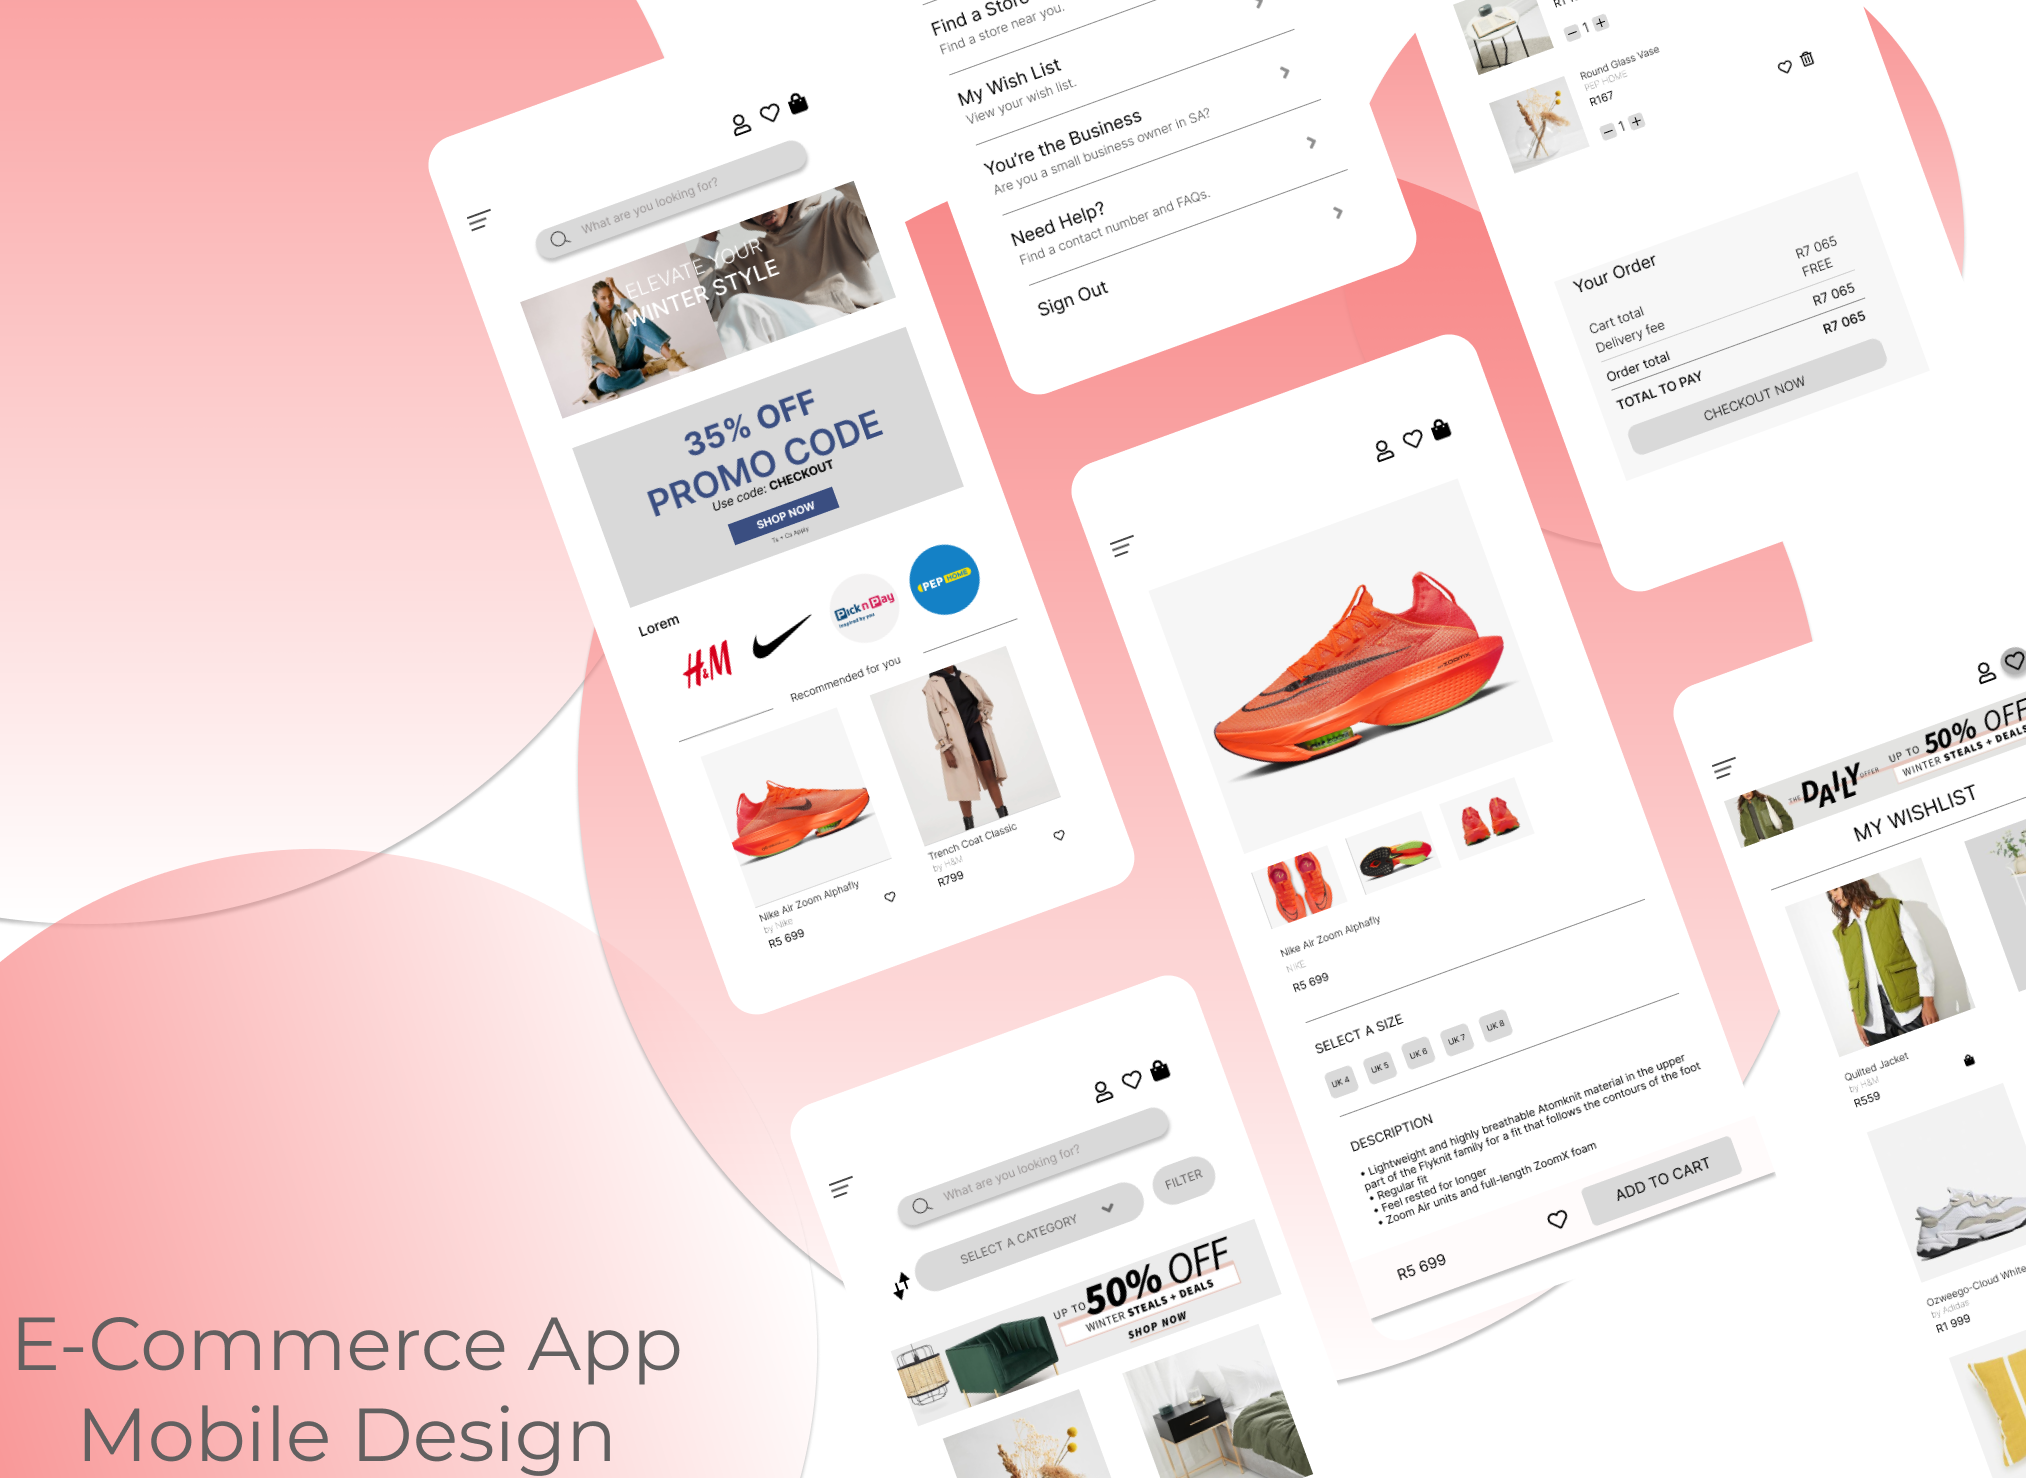 What are you looking for?
ELEVATE YOUR
WINTER STYLE
35% OFF
PROMO CODE
Use code: CHECKOUT
SHOP NOW
Ts + Cs Apply
Lorem
H&M
Pick n Pay
Inspired by you
PEP HOME
Recommended for you
Nike Air Zoom Alphafly
by Nike
R5 699
Trench Coat Classic
by H&M
R799
Find a Store
Find a store near you.
My Wish List
View your wish list.
You're the Business
Are you a small business owner in SA?
Need Help?
Find a contact number and FAQs.
Sign Out
1
Round Glass Vase
PEP HOME
R167
1
Your Order
Cart total R7 065
Delivery fee FREE
Order total R7 065
TOTAL TO PAY R7 065
CHECKOUT NOW
ZOOMX
Nike Air Zoom Alphafly
NIKE
R5 699
SELECT A SIZE
UK 4 UK 5 UK 6 UK 7 UK 8
DESCRIPTION
• Lightweight and highly breathable Atomknit material in the upper
part of the Flyknit family for a fit that follows the contours of the foot
• Regular fit
• Feel rested for longer
• Zoom Air units and full-length ZoomX foam
R5 699
ADD TO CART
What are you looking for?
SELECT A CATEGORY
FILTER
UP TO 50% OFF
WINTER STEALS + DEALS
SHOP NOW
THE DAILY OFFER
UP TO 50% OFF
WINTER STEALS + DEALS
MY WISHLIST
Quilted Jacket
by H&M
R559
Ozweego-Cloud White
by Adidas
R1 999
E-Commerce App
Mobile Design